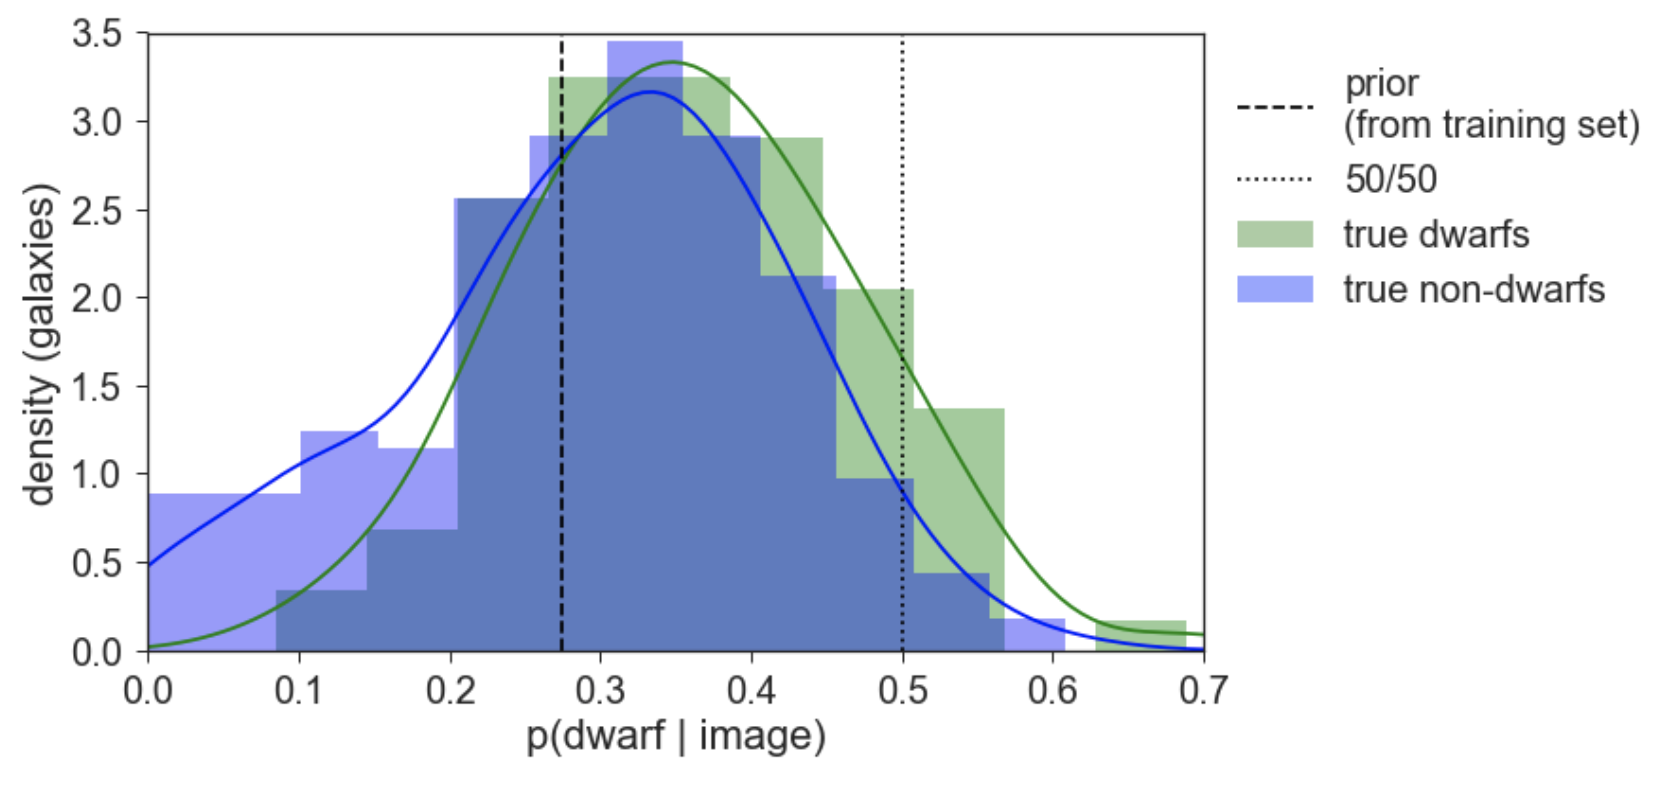 3.5
3.0
2.5
2.0
1.5
1.0
0.5
0.0
density (galaxies)
0.0 0.1 0.2 0.3 0.4 0.5 0.6 0.7
p(dwarf | image)
prior
(from training set)
50/50
true dwarfs
true non-dwarfs